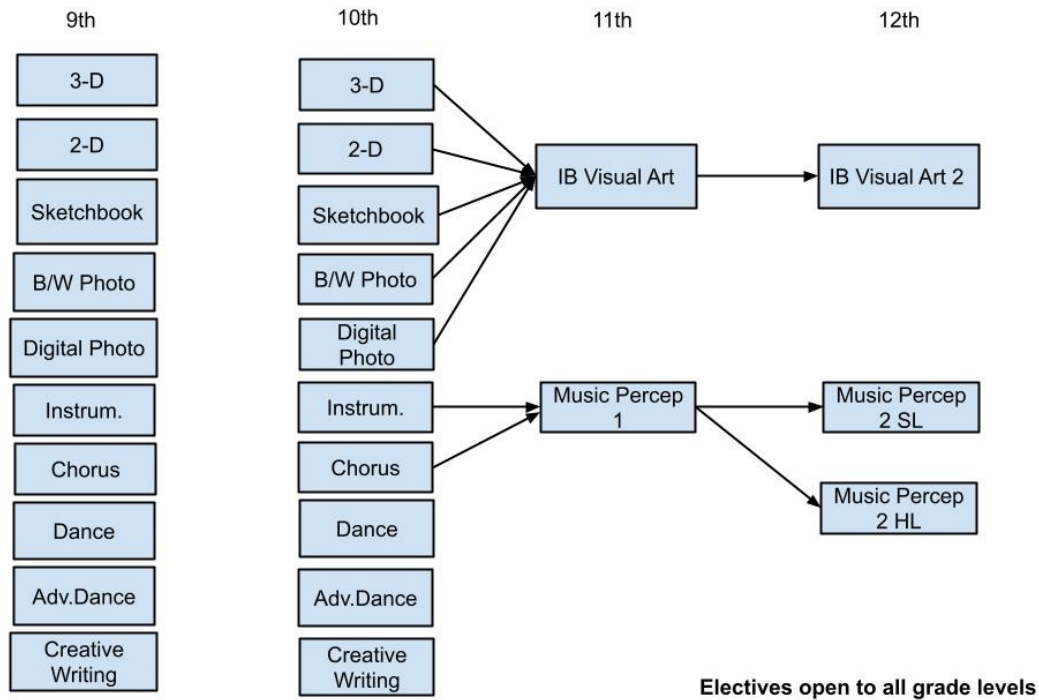 9th
10th
11th
12th
3-D
2-D
Sketchbook
B/W Photo
Digital Photo
Instrum.
Chorus
Dance
Adv.Dance
Creative
Writing
3-D
2-D
Sketchbook
B/W Photo
Digital
Photo
Instrum.
Chorus
Dance
Adv.Dance
Creative
Writing
IB Visual Art
Music Percep
1
IB Visual Art 2
Music Percep
2 SL
Music Percep
2 HL
Electives open to all grade levels